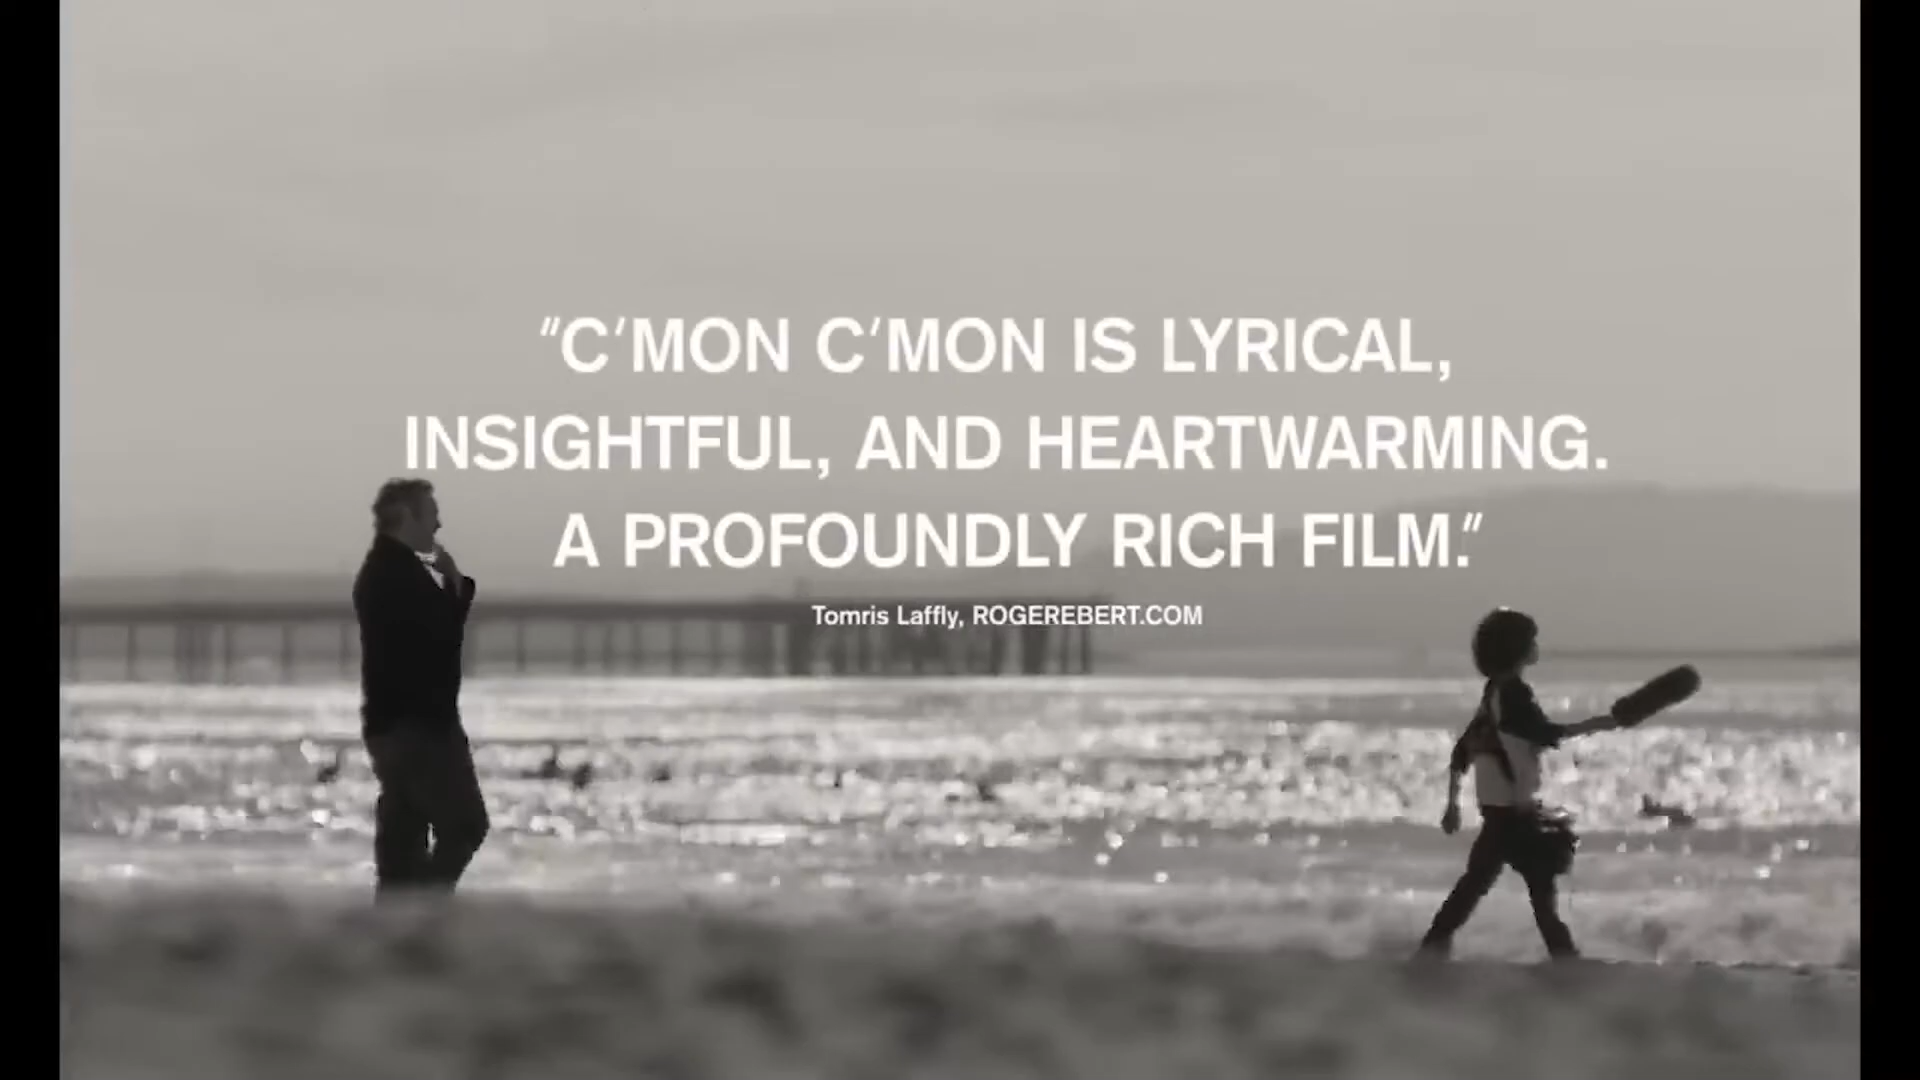 "C'MON C'MON IS LYRICAL,
INSIGHTFUL, AND HEARTWARMING.
A PROFOUNDLY RICH FILM."
Tomris Laffly, ROGEREBERT.COM